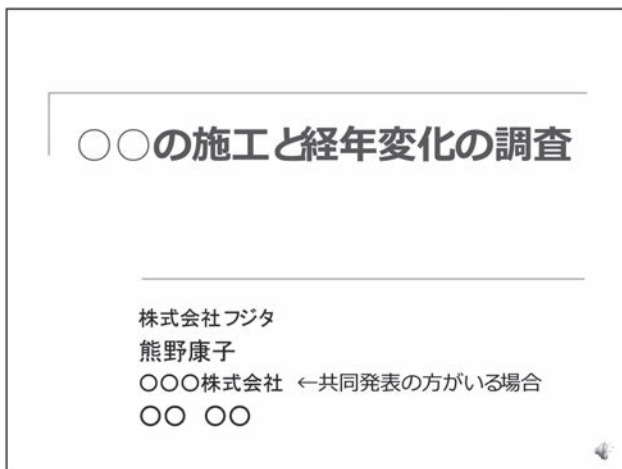 ○○の施工と経年変化の調査
株式会社フジタ
熊野康子
○○○株式会社 ←共同発表の方がいる場合
○○ ○○